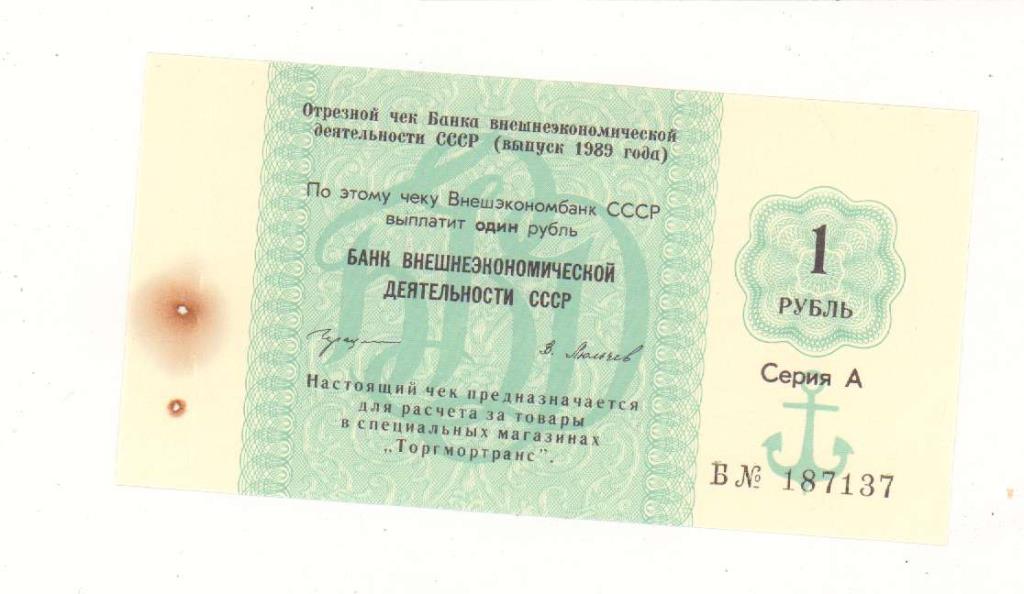 Отрезной чек Банка внешнеэкономической
деятельности СССР (выпуск 1989 года)
По этому чеку Внешэкономбанк СССР
выплатит один рубль
БАНК ВНЕШНЕЭКОНОМИЧЕСКОЙ
ДЕЯТЕЛЬНОСТИ СССР
В. Люльчев
Настоящий чек предназначается
для расчета за товары
в специальных магазинах
„Торгмортранс".
1
РУБЛЬ
Серия А
Б № 187137